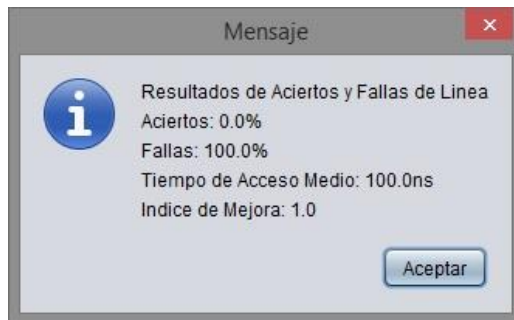 Mensaje
Resultados de Aciertos y Fallas de Linea
Aciertos: 0.0%
Fallas: 100.0%
Tiempo de Acceso Medio: 100.0ns
Indice de Mejora: 1.0
Aceptar